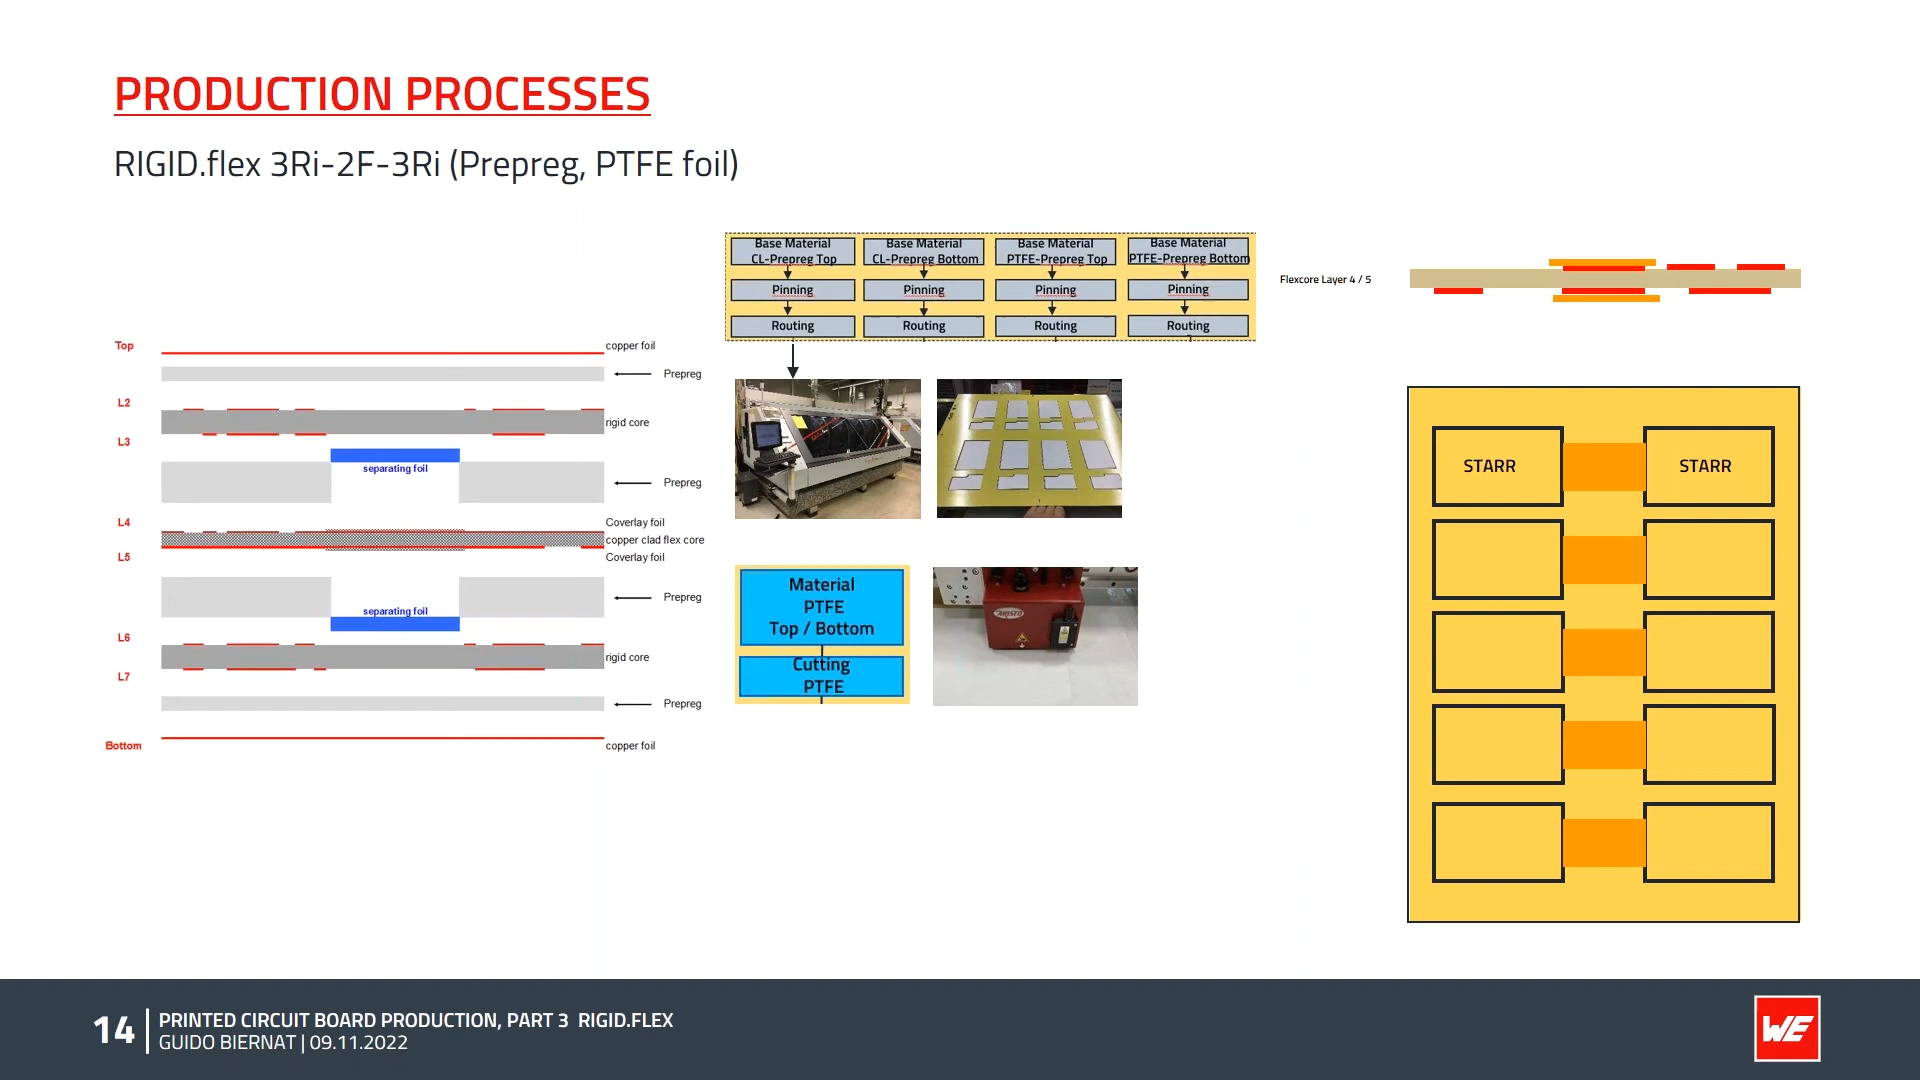 PRODUCTION PROCESSES
RIGID.flex 3Ri-2F-3Ri (Prepreg, PTFE foil)
Top
copper foil
Prepreg
L2
rigid core
L3
separating foil
Prepreg
L4
Coverlay foil
copper clad flex core
L5
Coverlay foil
separating foil
Prepreg
L6
rigid core
L7
Prepreg
Bottom
copper foil
Base Material
CL-Prepreg Top
Pinning
Routing
Base Material
CL-Prepreg Bottom
Pinning
Routing
Base Material
PTFE-Prepreg Top
Pinning
Routing
Base Material
PTFE-Prepreg Bottom
Pinning
Routing
Material
PTFE
Top / Bottom
Cutting
PTFE
ARISTO
Flexcore Layer 4 / 5
STARR
STARR
14
PRINTED CIRCUIT BOARD PRODUCTION, PART 3 RIGID.FLEX
GUIDO BIERNAT | 09.11.2022
WE